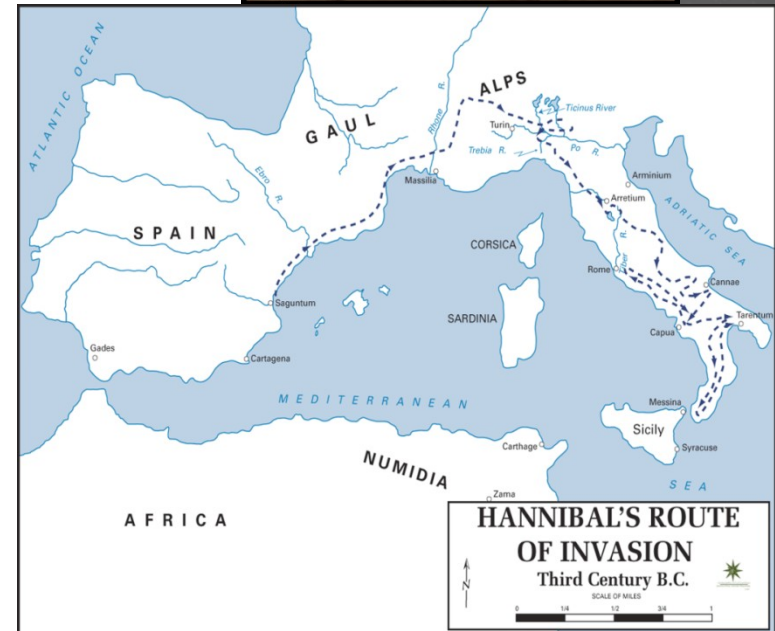 ATLANTIC OCEAN
ALPS
Ticinus River
GAUL
Rhone R.
Turin
Trebia R.
Po R.
Ebro R.
Massilia
Arminium
Arretium
ADRIATIC SEA
SPAIN
CORSICA
Tiber R.
Rome
Cannae
Saguntum
SARDINIA
Tarentum
Capua
Gades
Cartagena
MEDITERRANEAN
Messina
Sicily
Carthage
Syracuse
NUMIDIA
SEA
Zama
AFRICA
HANNIBAL'S ROUTE
OF INVASION
Third Century B.C.
SCALE OF MILES
N
0 1/4 1/2 3/4 1